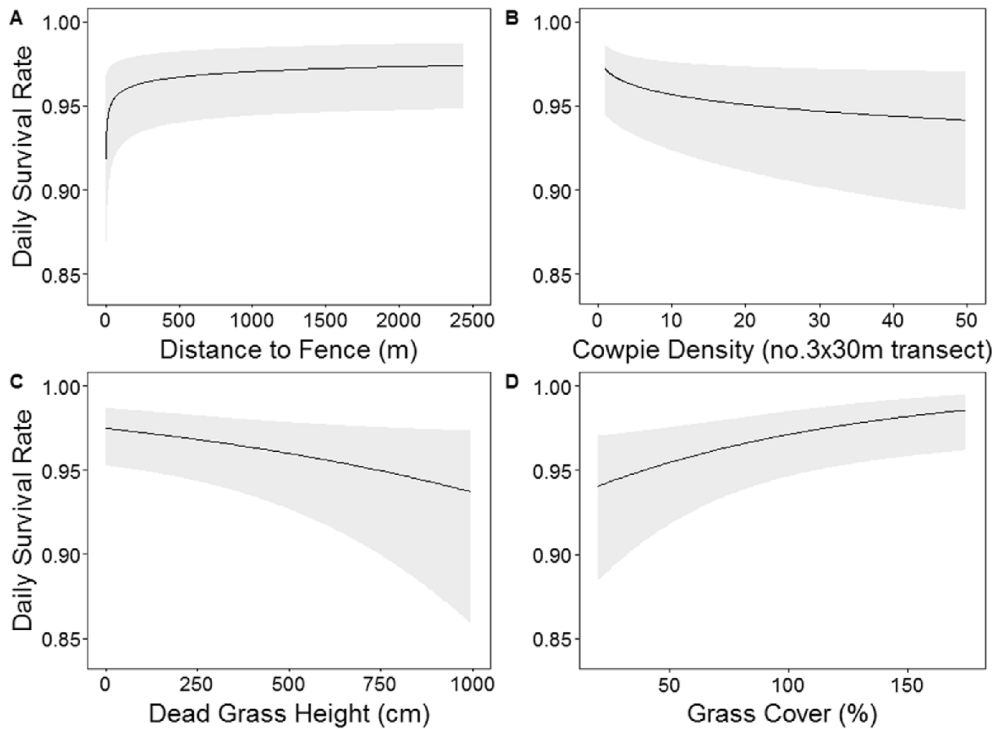 A
B
Daily Survival Rate
1.00
0.95
0.90
0.85
0 500 1000 1500 2000 2500
Distance to Fence (m)
1.00
0.95
0.90
0.85
0 10 20 30 40 50
Cowpie Density (no.3x30m transect)
C
D
Daily Survival Rate
1.00
0.95
0.90
0.85
0 250 500 750 1000
Dead Grass Height (cm)
1.00
0.95
0.90
0.85
50 100 150
Grass Cover (%)